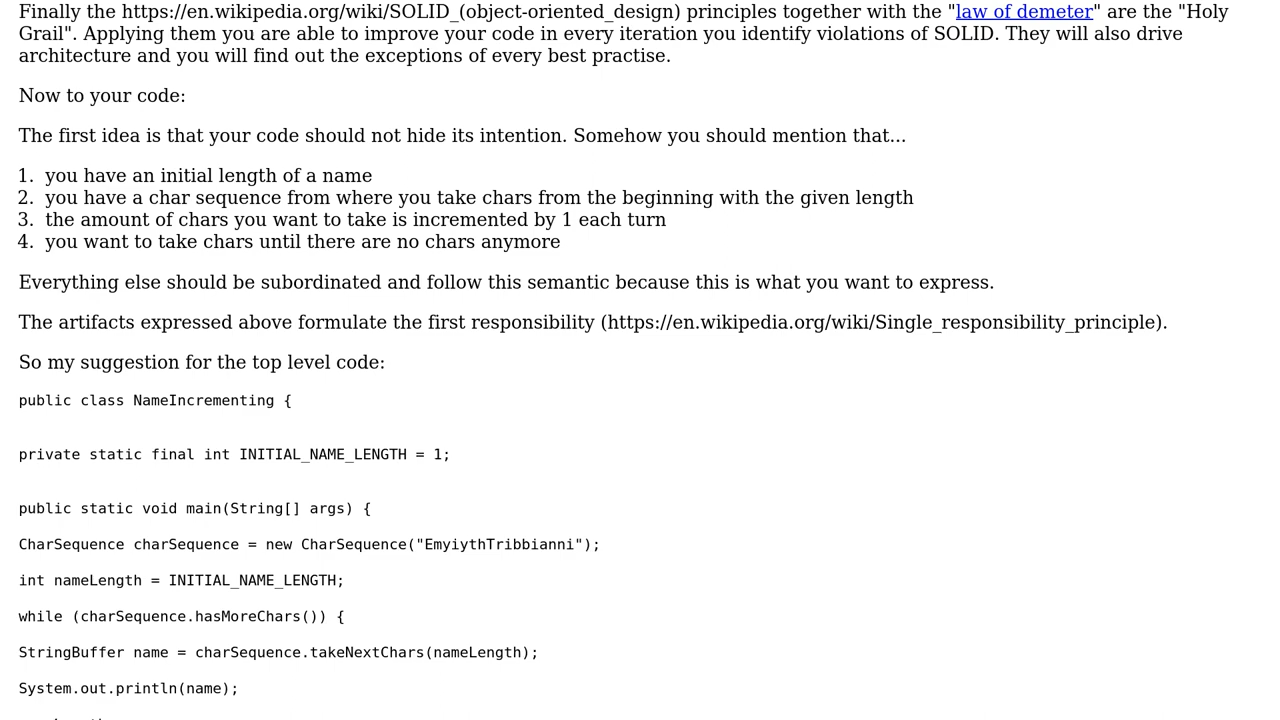 Finally the https://en.wikipedia.org/wiki/SOLID_(object-oriented_design) principles together with the "law of demeter" are the "Holy
Grail". Applying them you are able to improve your code in every iteration you identify violations of SOLID. They will also drive
architecture and you will find out the exceptions of every best practise.
Now to your code:
The first idea is that your code should not hide its intention. Somehow you should mention that...
1. you have an initial length of a name
2. you have a char sequence from where you take chars from the beginning with the given length
3. the amount of chars you want to take is incremented by 1 each turn
4. you want to take chars until there are no chars anymore
Everything else should be subordinated and follow this semantic because this is what you want to express.
The artifacts expressed above formulate the first responsibility (https://en.wikipedia.org/wiki/Single_responsibility_principle).
So my suggestion for the top level code:
public class NameIncrementing {
private static final int INITIAL_NAME_LENGTH = 1;
public static void main(String[] args) {
CharSequence charSequence = new CharSequence("EmyiythTribbianni");
int nameLength = INITIAL_NAME_LENGTH;
while (charSequence.hasMoreChars()) {
StringBuffer name = charSequence.takeNextChars(nameLength);
System.out.println(name);